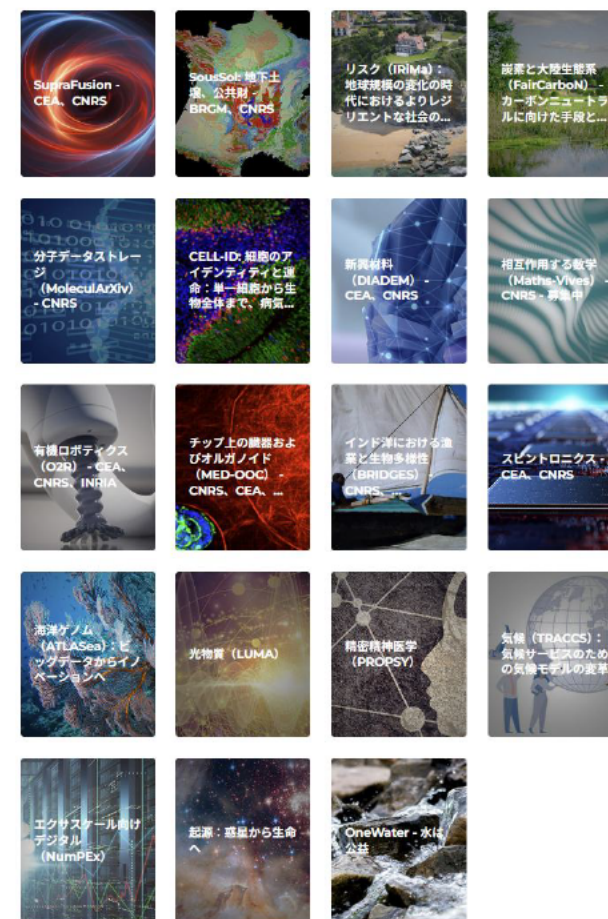 SupraFusion -
CEA、CNRS
SousSol: 地下土
壌、公共財 -
BRGM、CNRS
リスク（IRiMa）：
地球規模の変化の時
代におけるよりレジ
リエントな社会の...
炭素と大陸生態系
（FairCarboN） -
カーボンニュートラ
ルに向けた手段と...
分子データストレー
ジ
（MoleculArXiv）
- CNRS
CELL-ID: 細胞のア
イデンティティと運
命：単一細胞から生
物全体まで、病気...
新興材料
（DIADEM） -
CEA、CNRS
相互作用する数学
（Maths-Vives） -
CNRS - 募集中
有機ロボティクス
（O2R） - CEA、
CNRS、INRIA
チップ上の臓器およ
びオルガノイド
（MED-OOC） -
CNRS、CEA、...
インド洋における漁
業と生物多様性
（BRIDGES） -
CNRS、...
スピントロニクス -
CEA、CNRS
海洋ゲノム
（ATLASea）：ビ
ッグデータからイノ
ベーションへ
光物質（LUMA）
精密精神医学
（PROPSY）
気候（TRACCS）：
気候サービスのため
の気候モデルの変革
エクサスケール向け
デジタル
（NumPEx）
起源：惑星から生命
へ
OneWater - 水は
公益